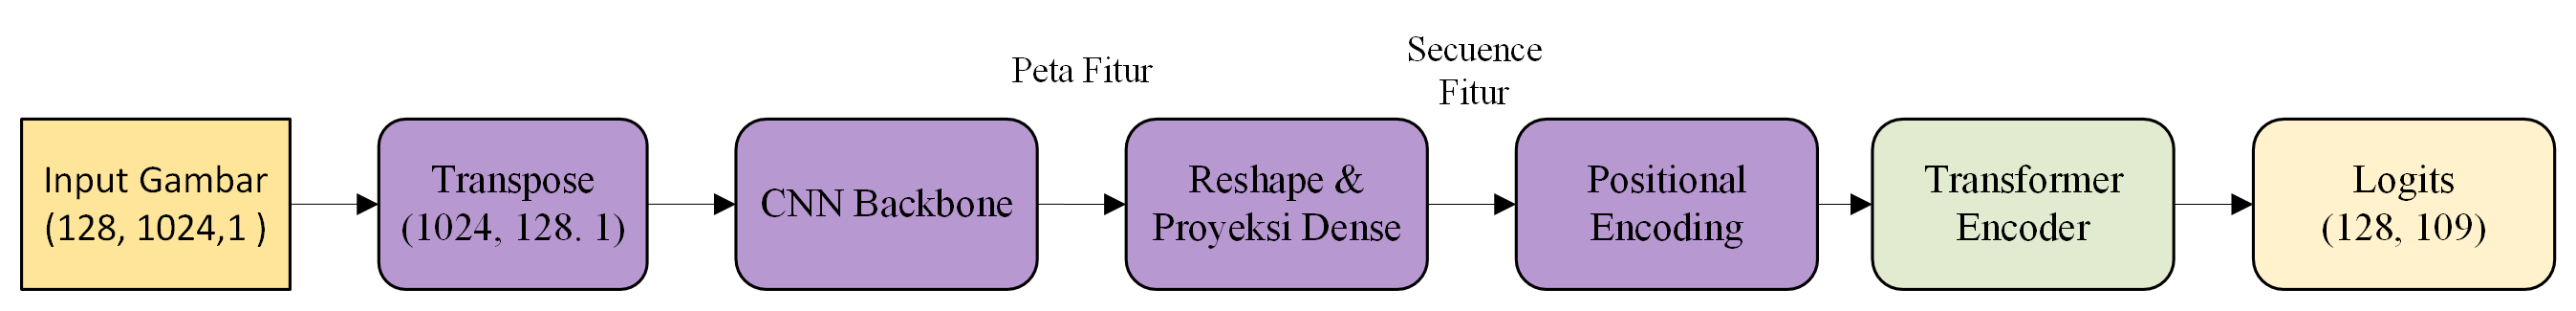 Input Gambar
(128, 1024,1 )
Transpose
(1024, 128. 1)
CNN Backbone
Peta Fitur
Reshape &
Proyeksi Dense
Secuence
Fitur
Positional
Encoding
Transformer
Encoder
Logits
(128, 109)